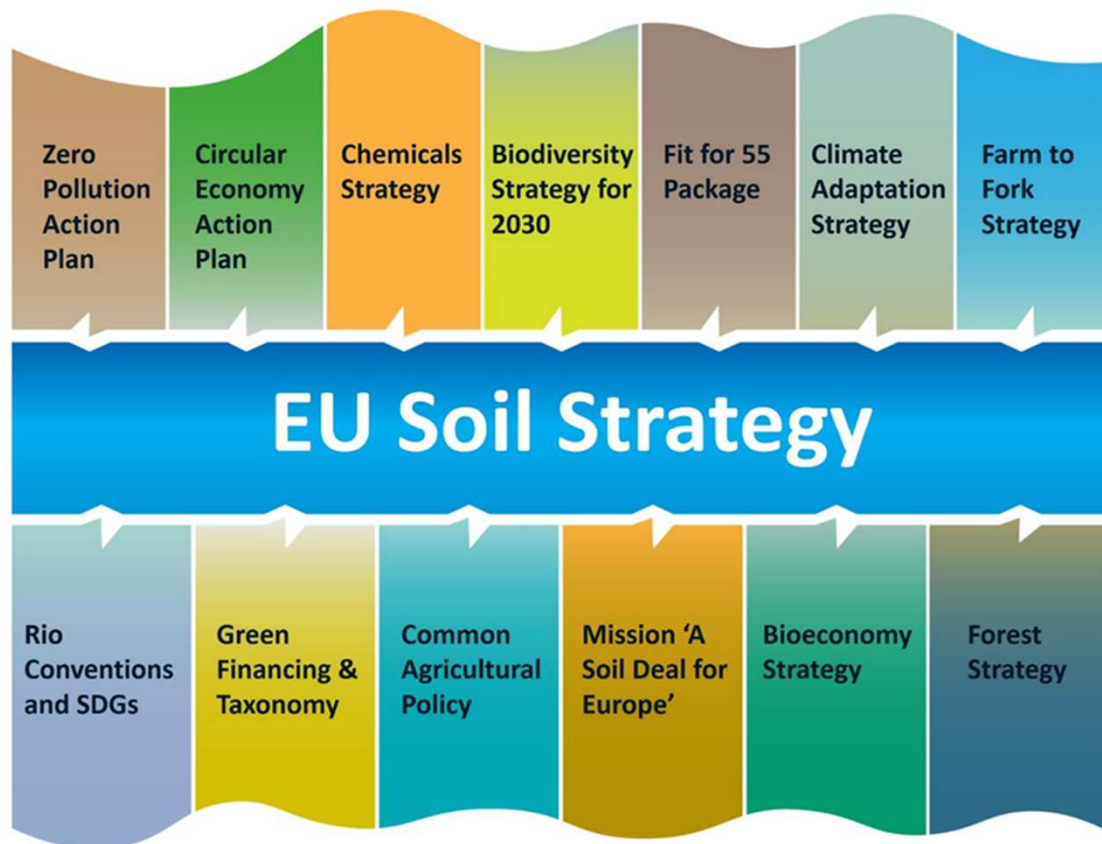 Zero
Pollution
Action
Plan
Circular
Economy
Action
Plan
Chemicals
Strategy
Biodiversity
Strategy for
2030
Fit for 55
Package
Climate
Adaptation
Strategy
Farm to
Fork
Strategy
EU Soil Strategy
Rio
Conventions
and SDGs
Green
Financing &
Taxonomy
Common
Agricultural
Policy
Mission ‘A
Soil Deal for
Europe’
Bioeconomy
Strategy
Forest
Strategy